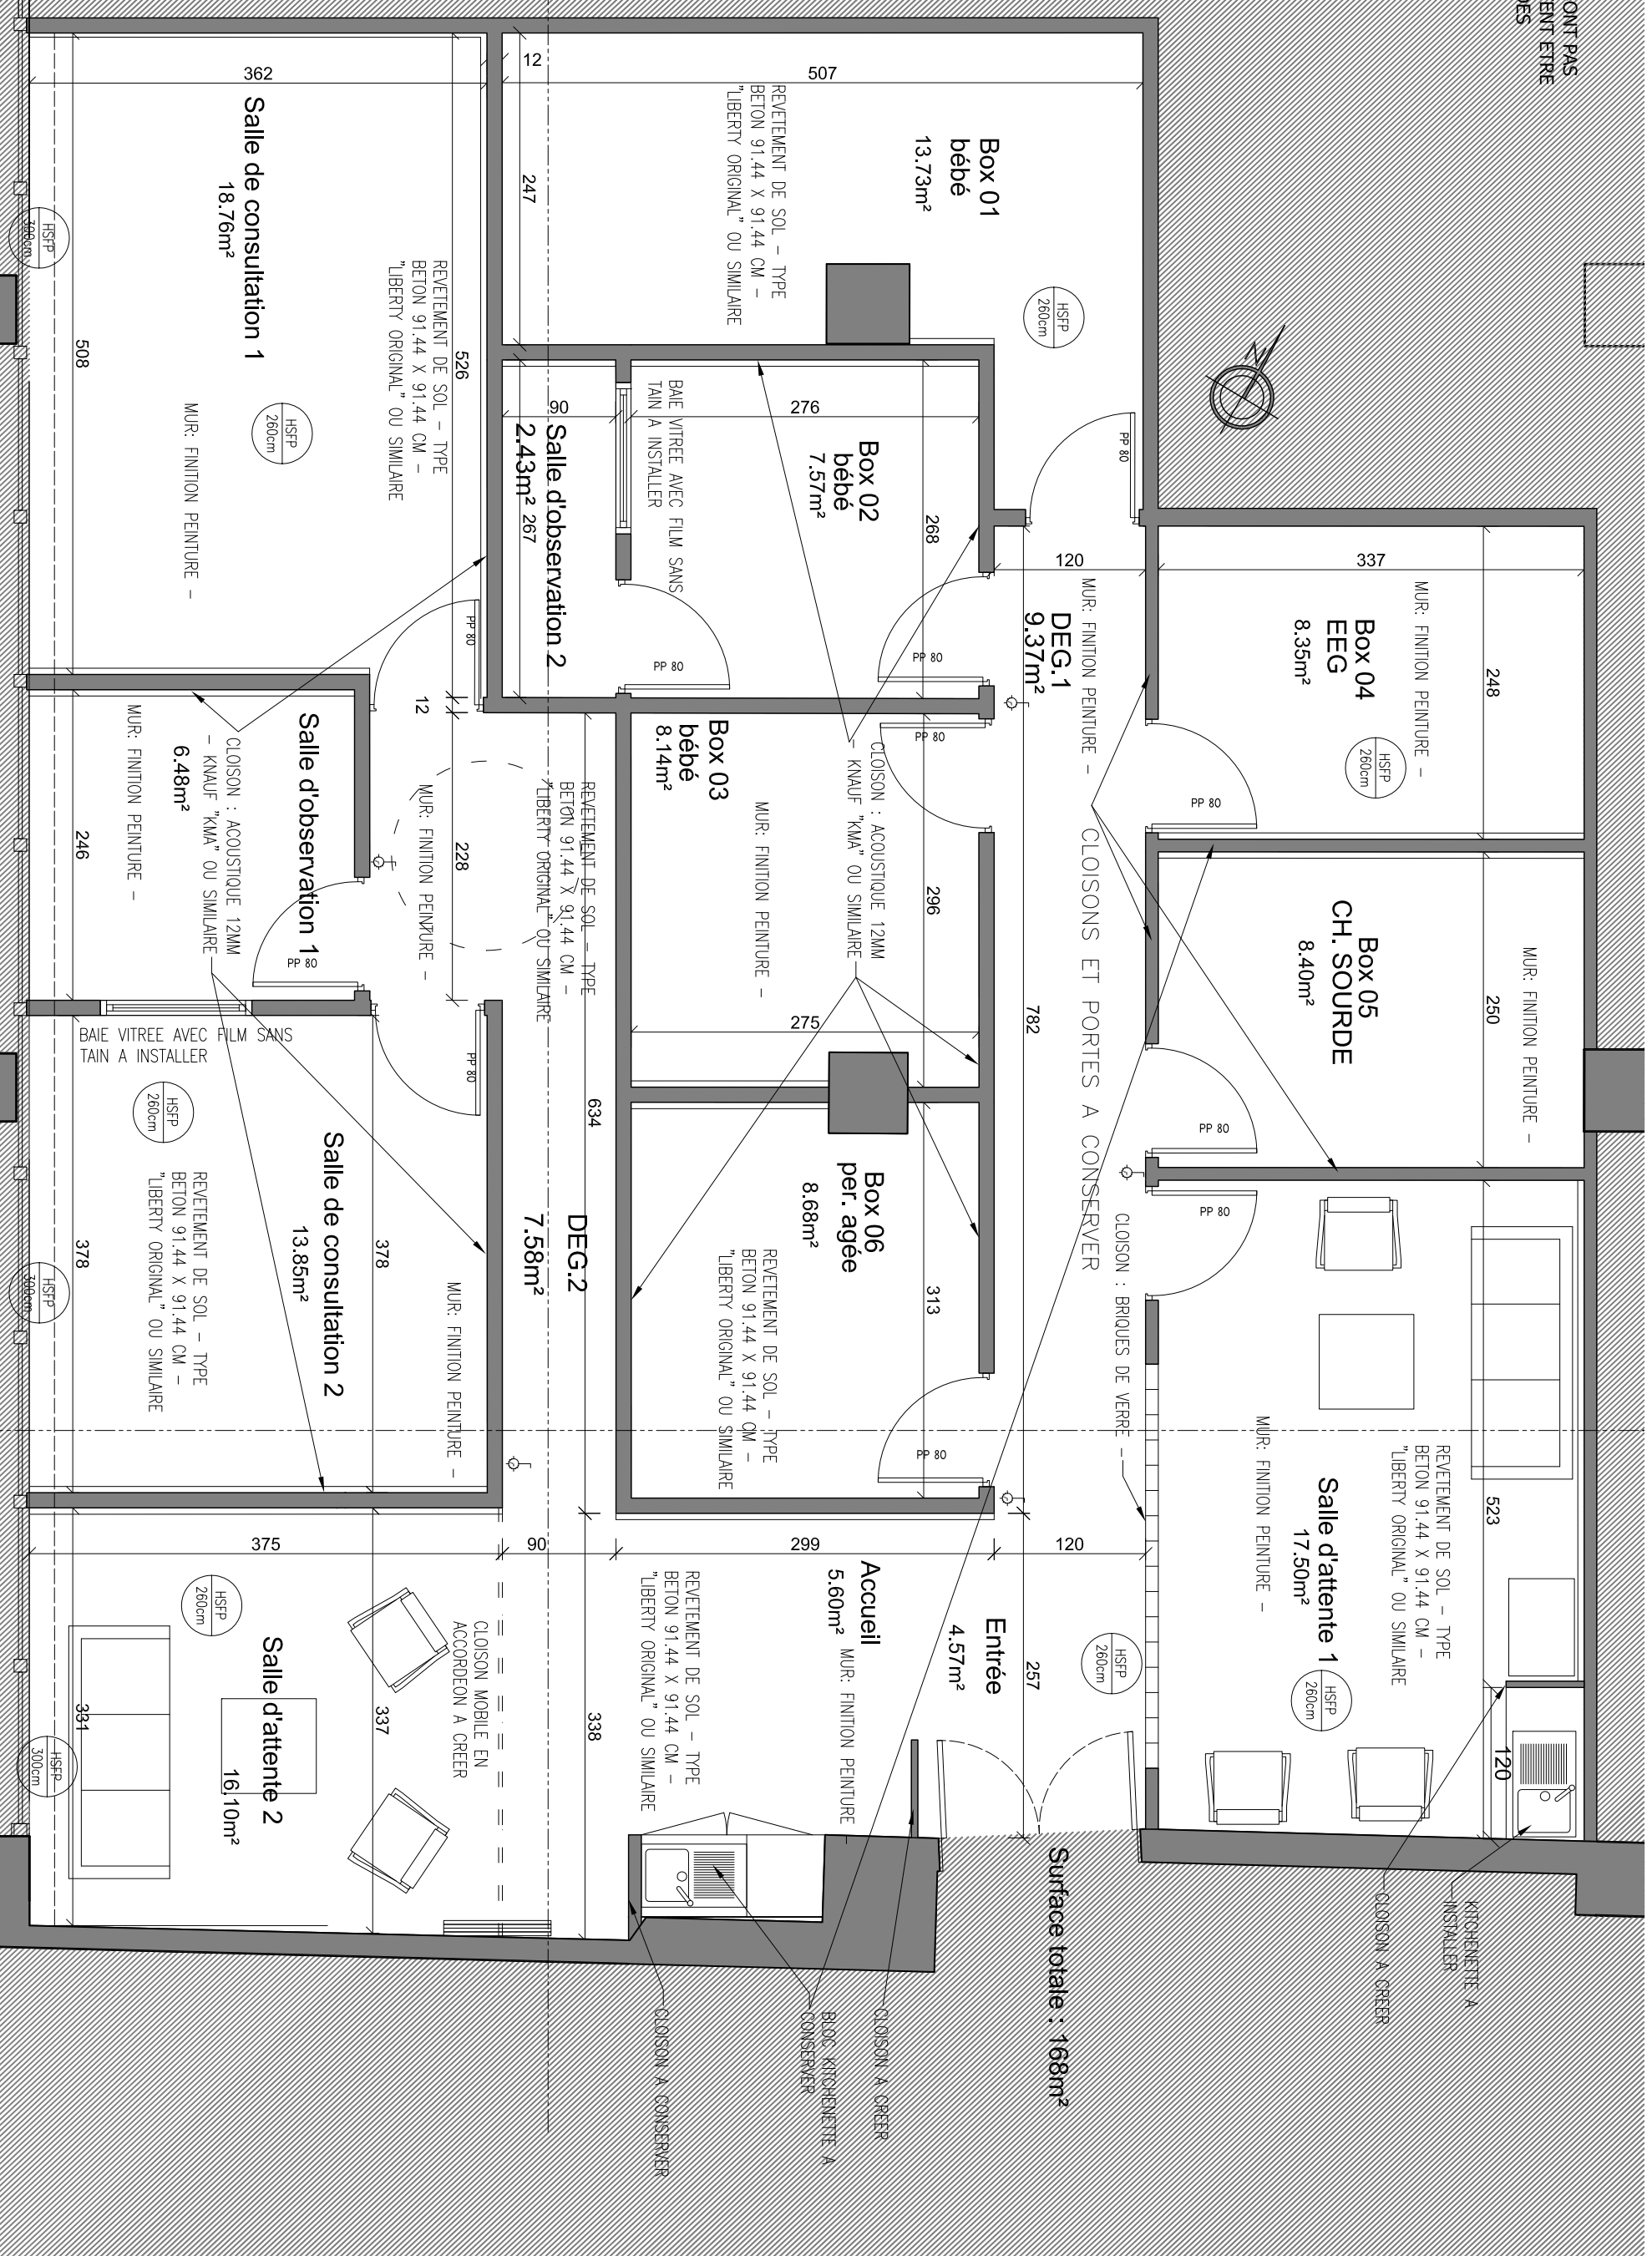 ONT PAS
ENT ETRE
DES
Box 01
bébé
13.73m²
REVETEMENT DE SOL – TYPE
BETON 91.44 X 91.44 CM –
"LIBERTY ORIGINAL" OU SIMILAIRE
HSFP
260cm
507
12
247
362
PP 80
Salle de consultation 1
18.76m²
HSFP
300cm
508
526
REVETEMENT DE SOL – TYPE
BETON 91.44 X 91.44 CM –
"LIBERTY ORIGINAL" OU SIMILAIRE
HSFP
260cm
MUR: FINITION PEINTURE –
PP 80
N
Box 02
bébé
7.57m²
276
268
90
BAIE VITREE AVEC FILM SANS
TAIN A INSTALLER
PP 80
PP 80
Salle d'observation 2
2.43m²
267
120
337
DEG.1
9.37m²
MUR: FINITION PEINTURE –
Box 04
EEG
8.35m²
MUR: FINITION PEINTURE –
248
HSFP
260cm
PP 80
Box 03
bébé
8.14m²
PP 80
CLOISON : ACOUSTIQUE 12MM
– KNAUF "KMA" OU SIMILAIRE –
MUR: FINITION PEINTURE –
296
275
CLOISONS ET PORTES A CONSERVER
782
Box 05
CH. SOURDE
8.40m²
MUR: FINITION PEINTURE –
250
PP 80
12
228
REVETEMENT DE SOL – TYPE
BETON 91.44 X 91.44 CM –
"LIBERTY ORIGINAL" OU SIMILAIRE
MUR: FINITION PEINTURE –
Salle d'observation 1
6.48m²
CLOISON : ACOUSTIQUE 12MM
– KNAUF "KMA" OU SIMILAIRE
MUR: FINITION PEINTURE –
246
PP 80
BAIE VITREE AVEC FILM SANS
TAIN A INSTALLER
PP 80
HSFP
260cm
Salle de consultation 2
13.85m²
REVETEMENT DE SOL – TYPE
BETON 91.44 X 91.44 CM –
"LIBERTY ORIGINAL" OU SIMILAIRE
378
378
MUR: FINITION PEINTURE –
HSFP
300cm
634
DEG.2
7.58m²
Box 06
per. agée
8.68m²
REVETEMENT DE SOL – TYPE
BETON 91.44 X 91.44 CM –
"LIBERTY ORIGINAL" OU SIMILAIRE
313
PP 80
PP 80
CLOISON : BRIQUES DE VERRE –
Salle d'attente 1
17.50m²
REVETEMENT DE SOL – TYPE
BETON 91.44 X 91.44 CM –
"LIBERTY ORIGINAL" OU SIMILAIRE
MUR: FINITION PEINTURE –
523
HSFP
260cm
120
KITCHENETTE A
INSTALLER
CLOISON A CREER
375
90
299
120
Accueil
5.60m²
MUR: FINITION PEINTURE –
REVETEMENT DE SOL – TYPE
BETON 91.44 X 91.44 CM –
"LIBERTY ORIGINAL" OU SIMILAIRE
Entrée
4.57m²
257
HSFP
260cm
338
CLOISON MOBILE EN
ACCORDEON A CREER
HSFP
260cm
Salle d'attente 2
16.10m²
337
331
HSFP
300cm
Surface totale : 168m²
CLOISON A CREER
BLOC KITCHENETTE A
CONSERVER
CLOISON A CONSERVER